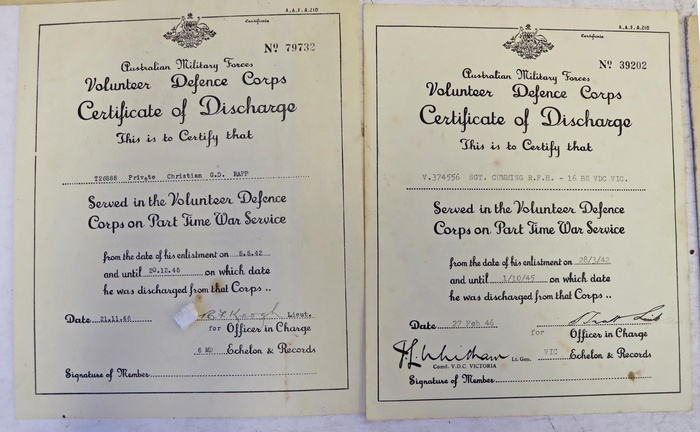 A.A.F. A.210
Certificate
No 79732
Australian Military Forces
Volunteer Defence Corps
Certificate of Discharge
This is to Certify that
T26888 Private Christian G.D. RAPP
Served in the Volunteer Defence
Corps on Part Time War Service
from the date of his enlistment on 5.5.42
and until 20.12.45 on which date
he was discharged from that Corps ..
Date 21.11.46 Lieut.
for Officer in Charge
6 MD Echelon & Records
Signature of Member
A.A.F. A.210
Certificate
No 39202
Australian Military Forces
Volunteer Defence Corps
Certificate of Discharge
This is to Certify that
V.374556 SGT. CUMMING R.F.H. - 16 BN VDC VIC.
Served in the Volunteer Defence
Corps on Part Time War Service
from the date of his enlistment on 28/3/42
and until 1/10/45 on which date
he was discharged from that Corps ..
Date 27 Feb 46
for Officer in Charge
Lt. Gen. VIC Echelon & Records
Comd. V.D.C. VICTORIA
Signature of Member